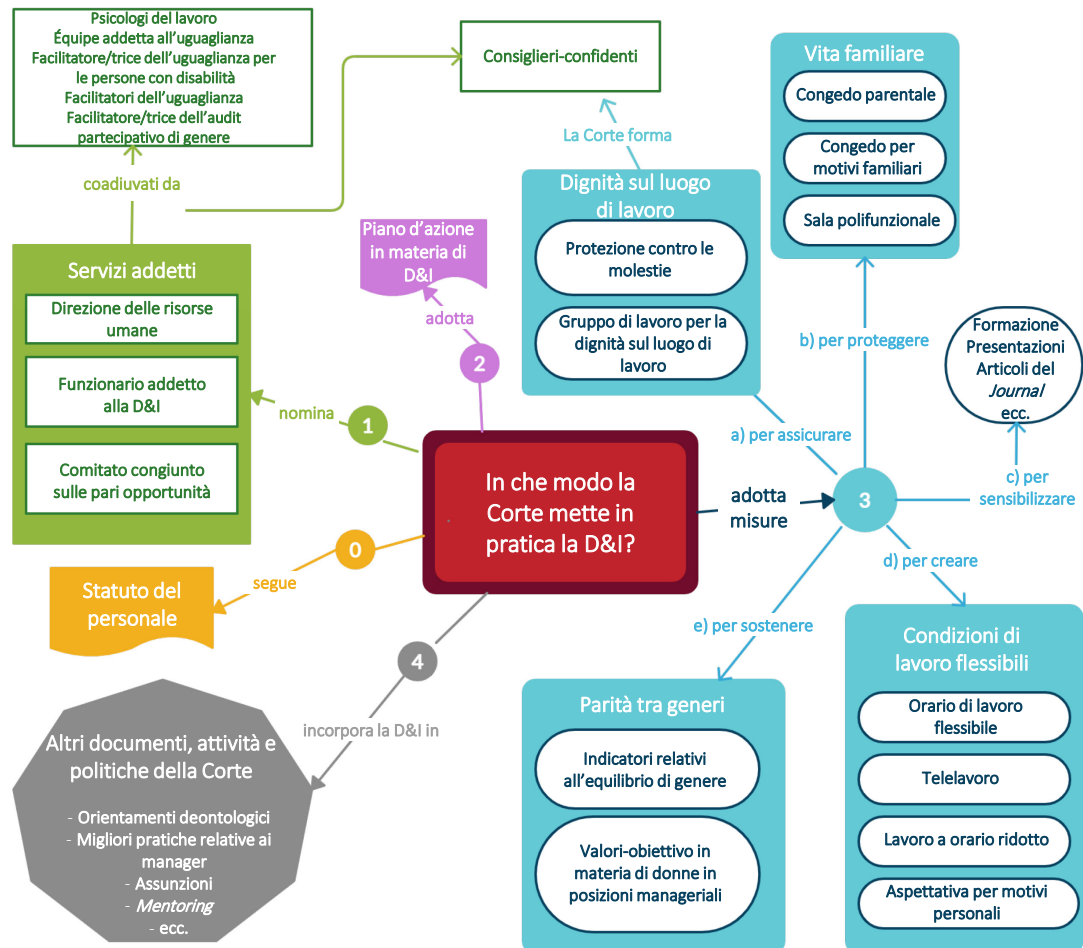 Psicologi del lavoro
Équipe addetta all'uguaglianza
Facilitatore/trice dell'uguaglianza per
le persone con disabilità
Facilitatori dell'uguaglianza
Facilitatore/trice dell'audit
partecipativo di genere
Consiglieri-confidenti
coadiuvati da
La Corte forma
Servizi addetti
Direzione delle risorse
umane
Funzionario addetto
alla D&I
Comitato congiunto
sulle pari opportunità
nomina
1
Piano d'azione
in materia di
D&I
adotta
2
Dignità sul luogo
di lavoro
Protezione contro le
molestie
Gruppo di lavoro per la
dignità sul luogo di
lavoro
Vita familiare
Congedo parentale
Congedo per
motivi familiari
Sala polifunzionale
b) per proteggere
a) per assicurare
Formazione
Presentazioni
Articoli del
Journal
ecc.
c) per
sensibilizzare
In che modo la
Corte mette in
pratica la D&I?
adotta
misure
3
0
segue
Statuto del
personale
4
incorpora la D&I in
Altri documenti, attività e
politiche della Corte
- Orientamenti deontologici
- Migliori pratiche relative ai
manager
- Assunzioni
- Mentoring
- ecc.
e) per sostenere
Parità tra generi
Indicatori relativi
all'equilibrio di genere
Valori-obiettivo in
materia di donne in
posizioni manageriali
d) per creare
Condizioni di
lavoro flessibili
Orario di lavoro
flessibile
Telelavoro
Lavoro a orario ridotto
Aspettativa per motivi
personali